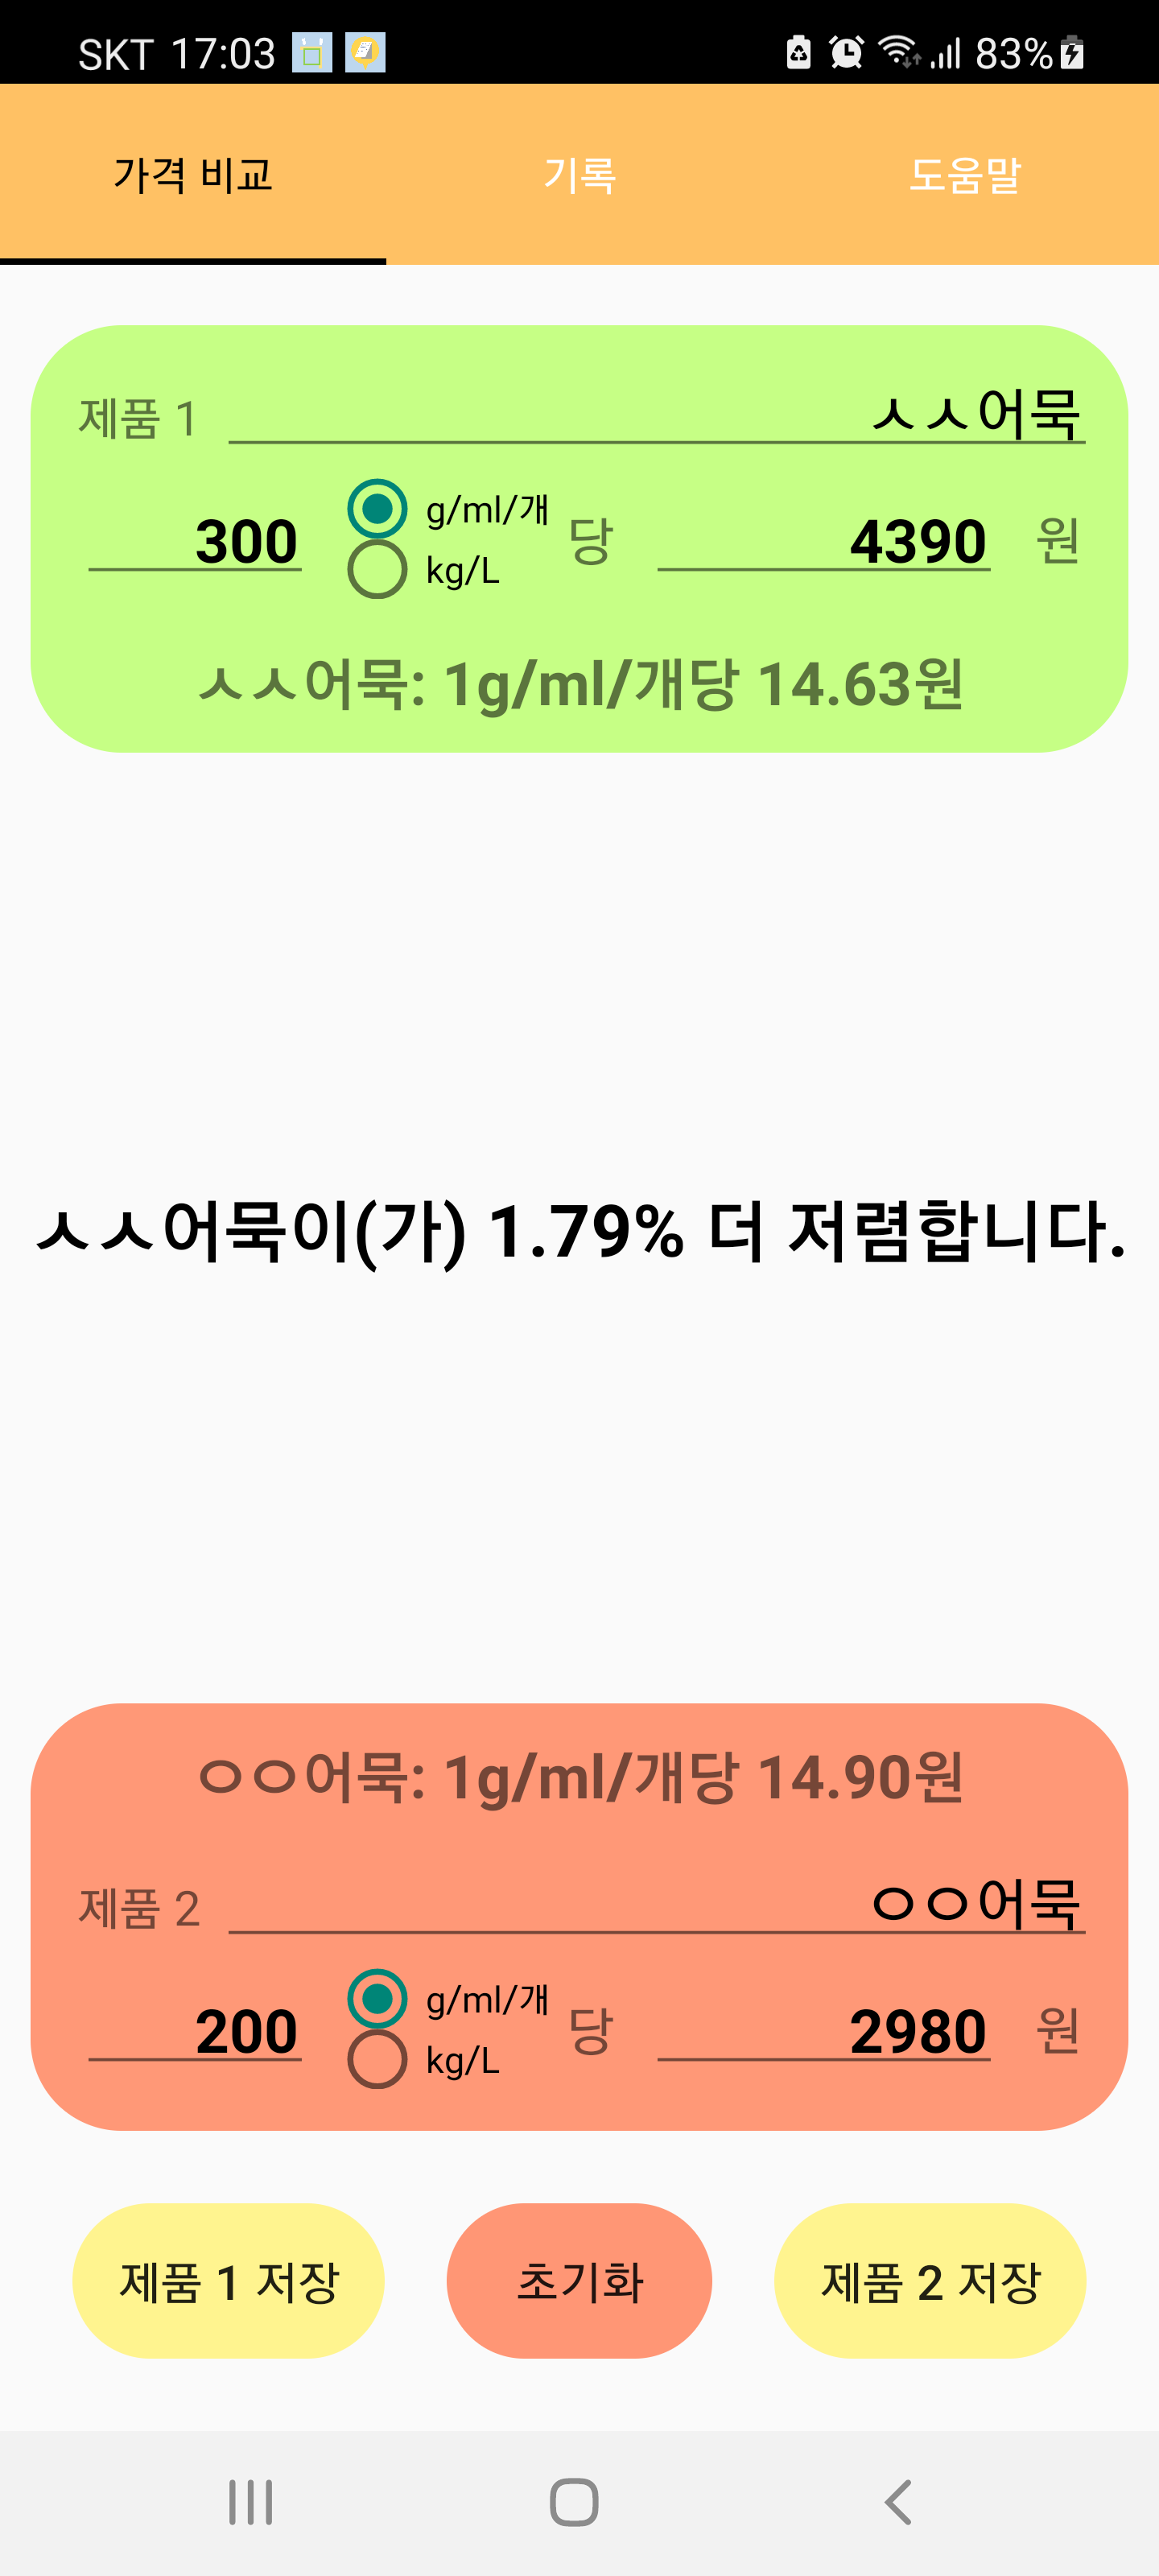 SKT 17:03 83%
가격 비교 기록 도움말
제품 1 ㅅㅅ어묵
300 g/ml/개 kg/L 당 4390 원
ㅅㅅ어묵: 1g/ml/개당 14.63원
ㅅㅅ어묵이(가) 1.79% 더 저렴합니다.
ㅇㅇ어묵: 1g/ml/개당 14.90원
제품 2 ㅇㅇ어묵
200 g/ml/개 kg/L 당 2980 원
제품 1 저장 초기화 제품 2 저장